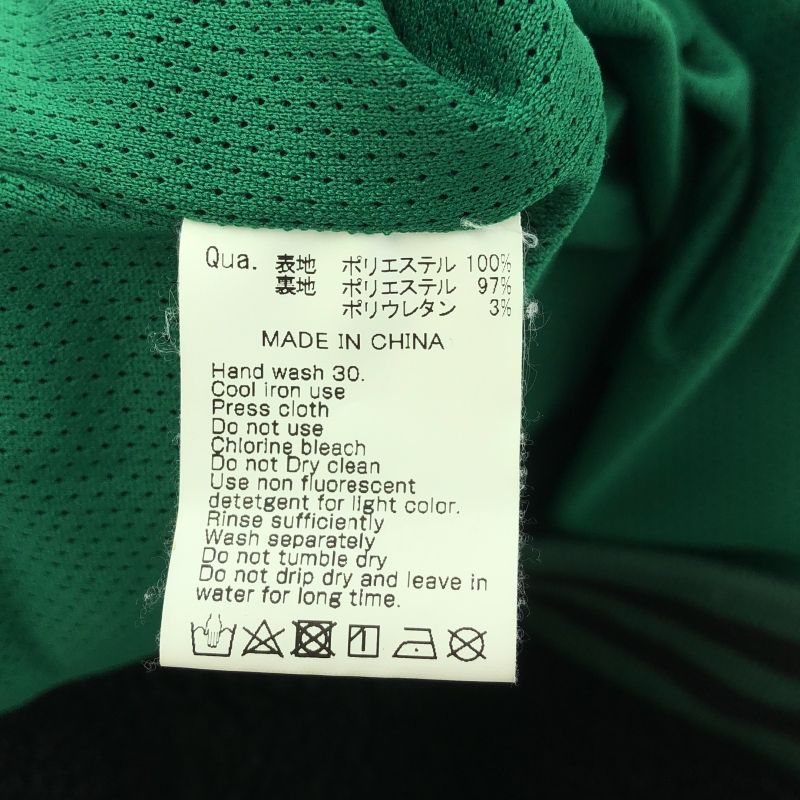 Qua. 表地 ポリエステル 100%
裏地 ポリエステル 97%
ポリウレタン 3%
MADE IN CHINA
Hand wash 30.
Cool iron use
Press cloth
Do not use
Chlorine bleach
Do not Dry clean
Use non fluorescent
detetgent for light color.
Rinse sufficiently
Wash separately
Do not tumble dry
Do not drip dry and leave in
water for long time.